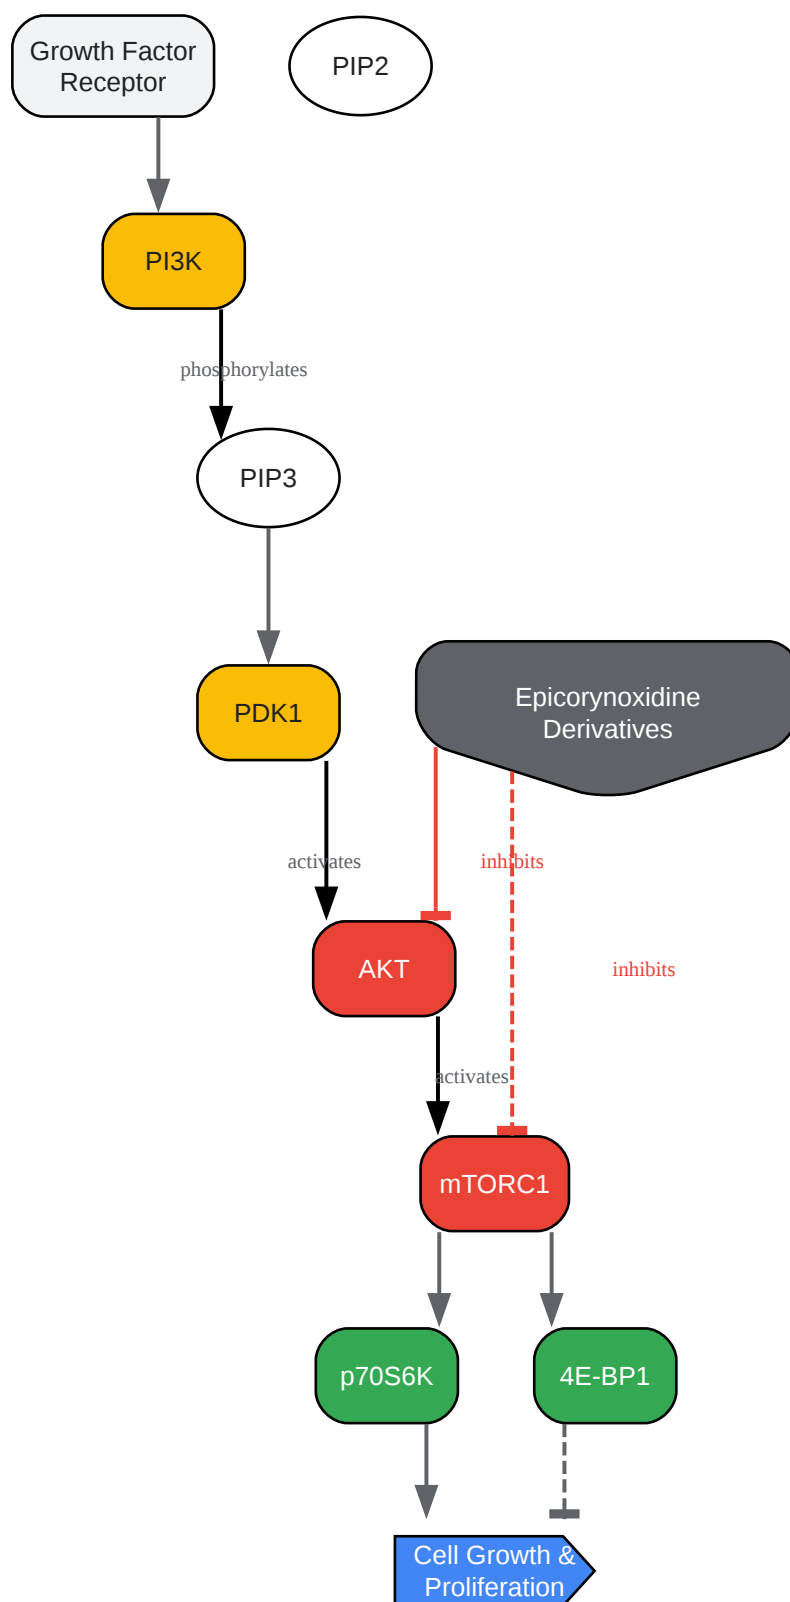 Growth Factor
Receptor
PIP2
PI3K
phosphorylates
PIP3
PDK1
Epicorynoxidine
Derivatives
activates
inhibits
AKT
inhibits
activates
mTORC1
p70S6K
4E-BP1
Cell Growth &
Proliferation